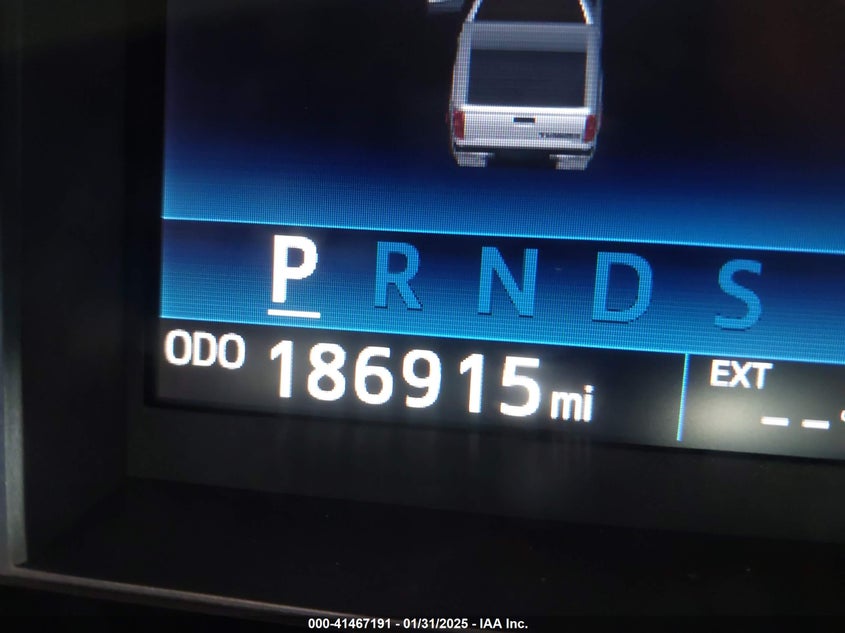 P R N D S
ODO 186915 mi
EXT
--°
000-41467191 - 01/31/2025 - IAA Inc.